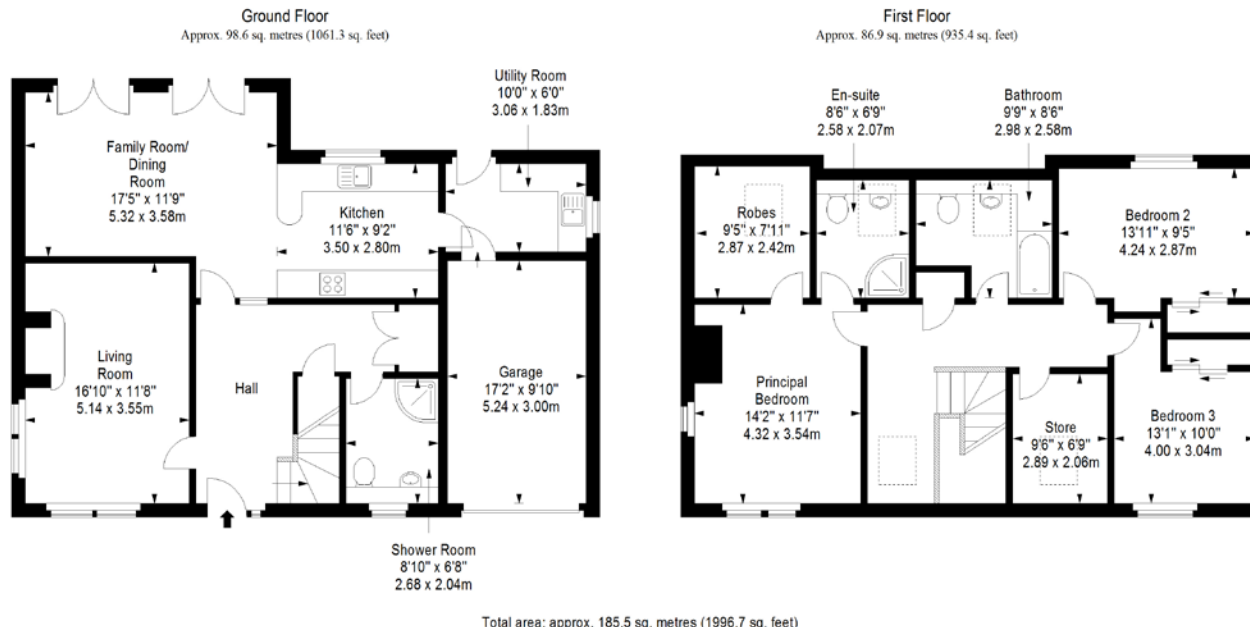 Ground Floor
Approx. 98.6 sq. metres (1061.3 sq. feet)
Utility Room
10'0" x 6'0"
3.06 x 1.83m
Family Room/
Dining
Room
17'5" x 11'9"
5.32 x 3.58m
Kitchen
11'6" x 9'2"
3.50 x 2.80m
Living
Room
16'10" x 11'8"
5.14 x 3.55m
Hall
Garage
17'2" x 9'10"
5.24 x 3.00m
Shower Room
8'10" x 6'8"
2.68 x 2.04m
First Floor
Approx. 86.9 sq. metres (935.4 sq. feet)
En-suite
8'6" x 6'9"
2.58 x 2.07m
Bathroom
9'9" x 8'6"
2.98 x 2.58m
Robes
9'5" x 7'11"
2.87 x 2.42m
Bedroom 2
13'11" x 9'5"
4.24 x 2.87m
Principal
Bedroom
14'2" x 11'7"
4.32 x 3.54m
Store
9'6" x 6'9"
2.89 x 2.06m
Bedroom 3
13'1" x 10'0"
4.00 x 3.04m
Total area: approx. 185.5 sq. metres (1996.7 sq. feet)